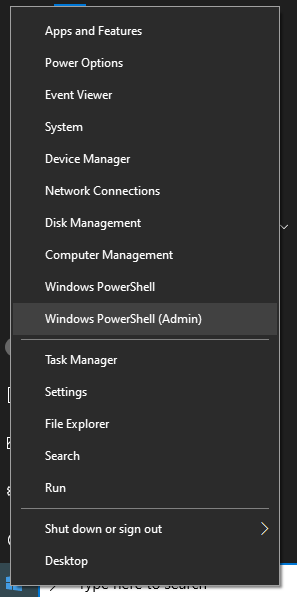 Apps and Features
Power Options
Event Viewer
System
Device Manager
Network Connections
Disk Management
Computer Management
Windows PowerShell
Windows PowerShell (Admin)
Task Manager
Settings
File Explorer
Search
Run
Shut down or sign out
Desktop
Type here to search